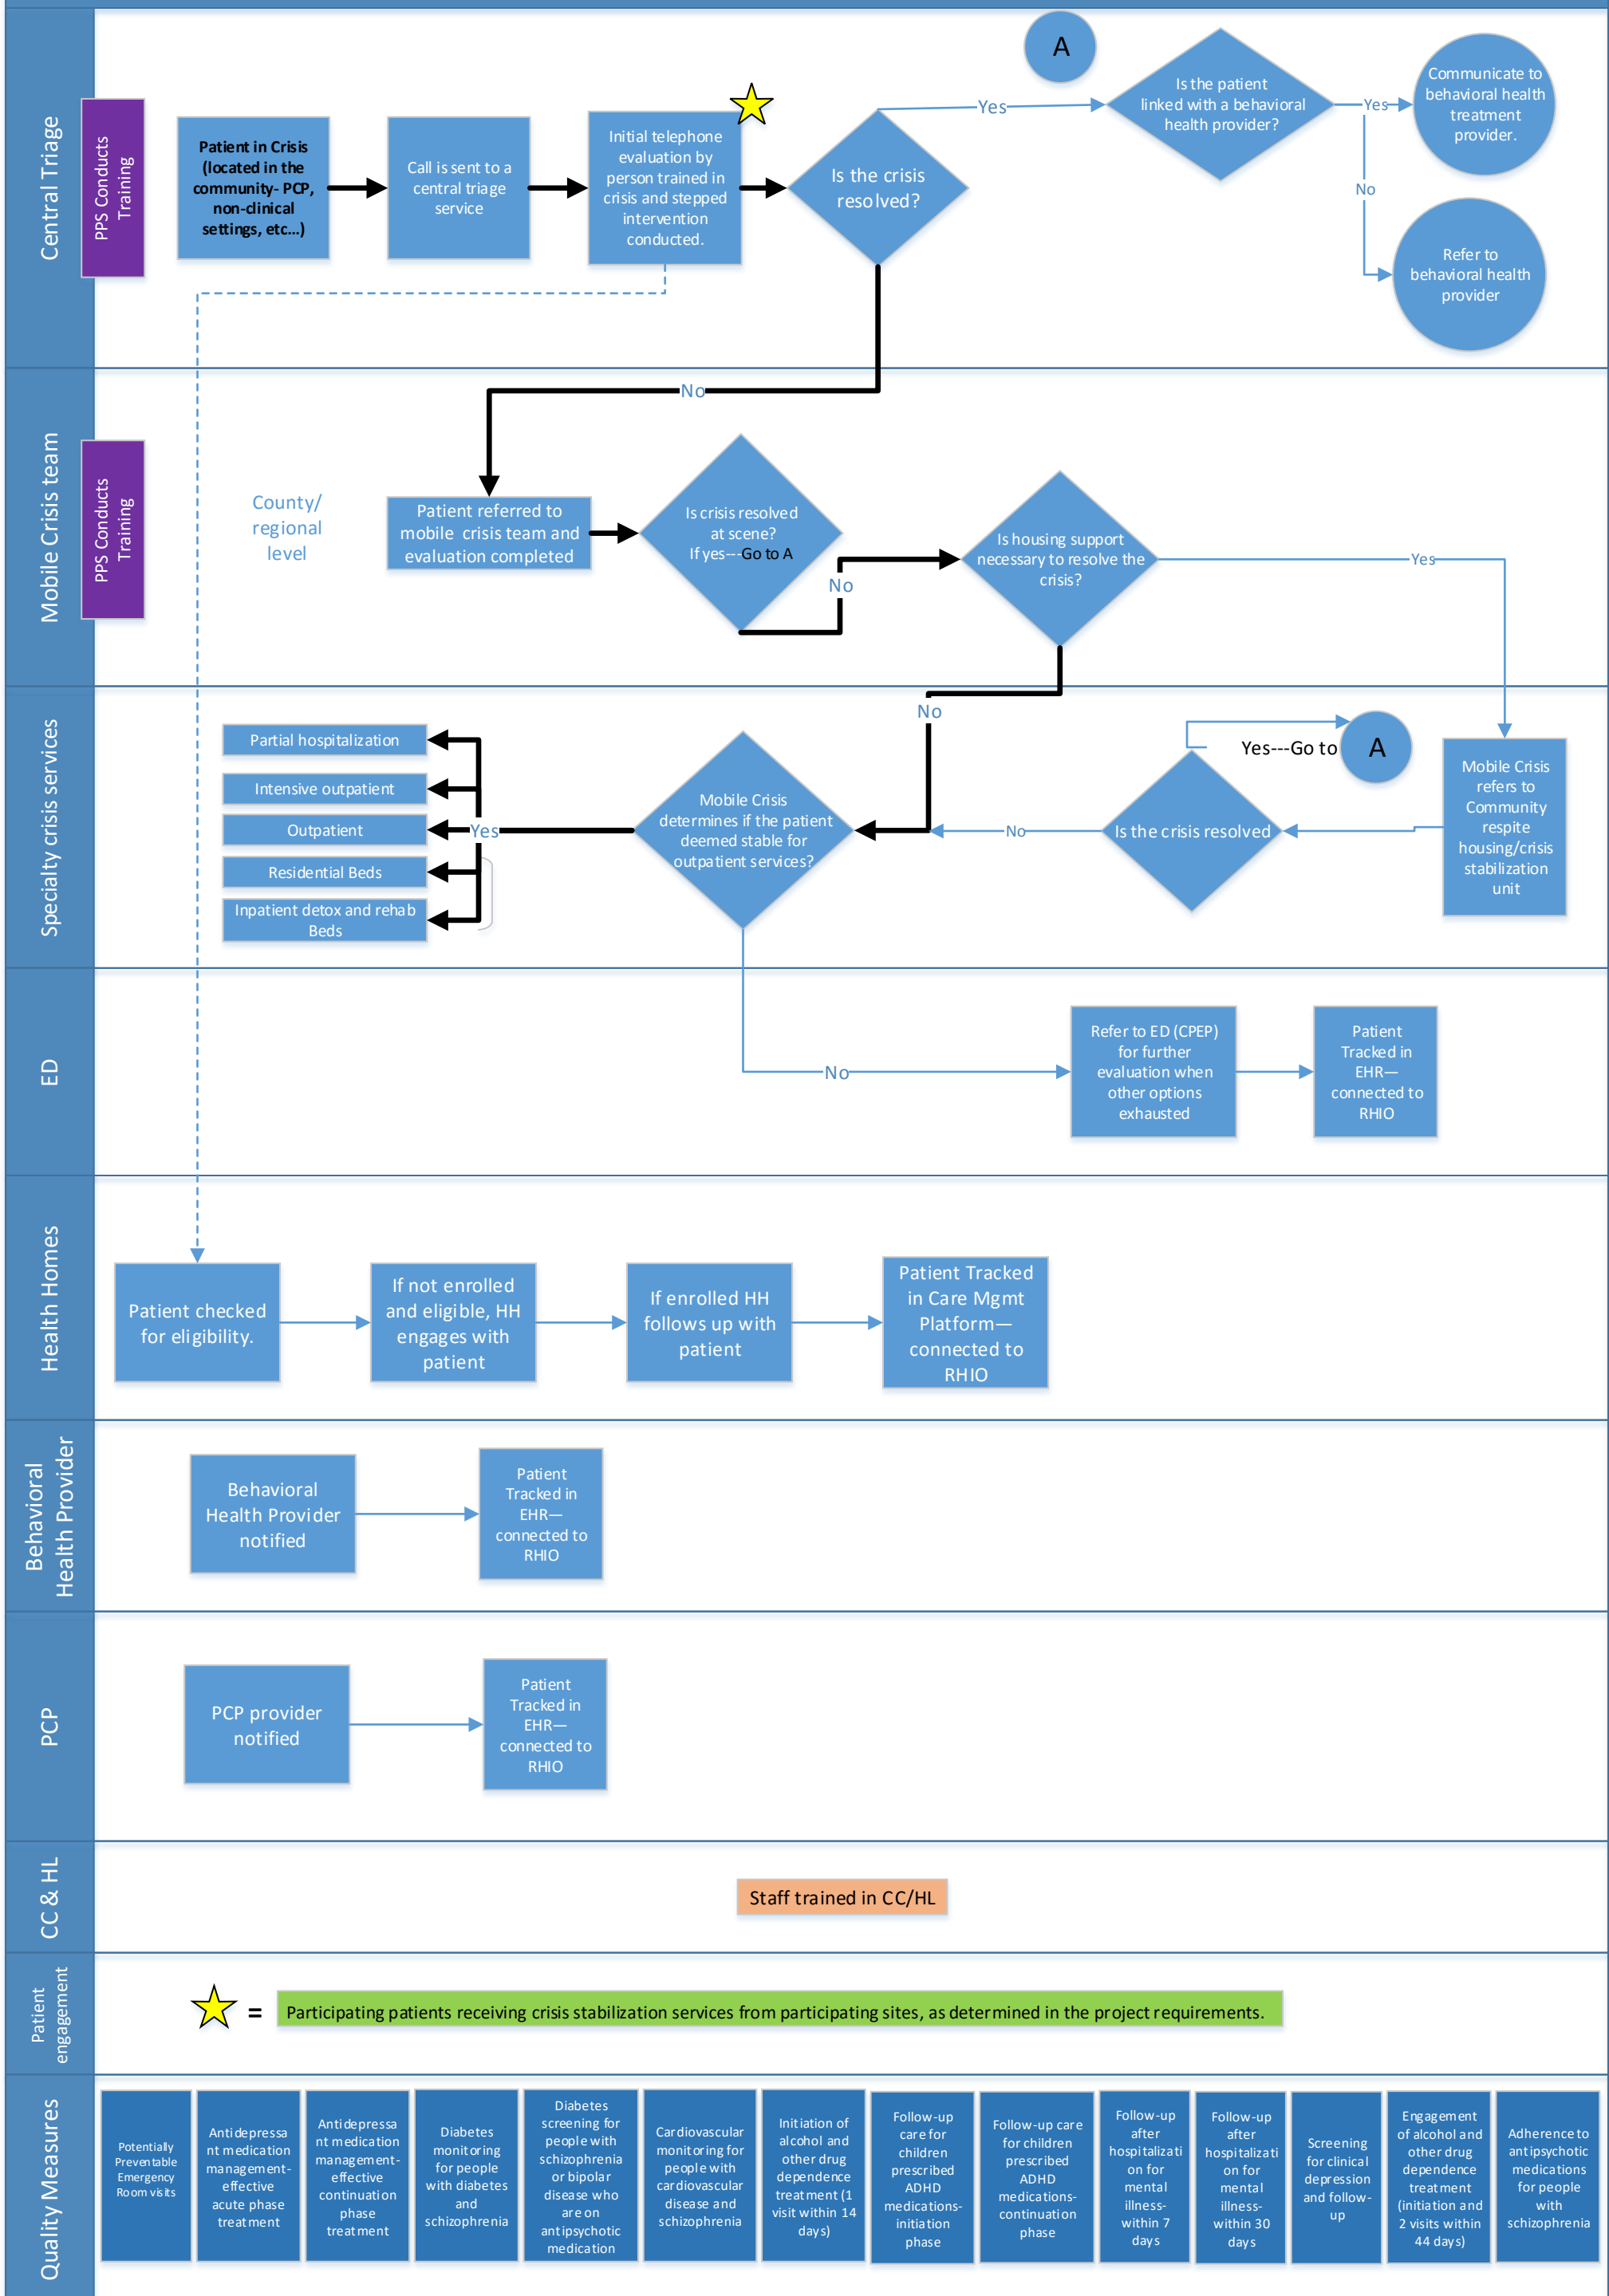 Central Triage
PPS Conducts
Training
Patient in Crisis
(located in the
community- PCP,
non-clinical
settings, etc...)
Call is sent to a
central triage
service
Initial telephone
evaluation by
person trained in
crisis and stepped
intervention
conducted.
Is the crisis
resolved?
Yes
A
Is the patient
linked with a behavioral
health provider?
Yes
Communicate to
behavioral health
treatment
provider.
No
Refer to
behavioral health
provider
No
Mobile Crisis team
PPS Conducts
Training
County/
regional
level
Patient referred to
mobile crisis team and
evaluation completed
Is crisis resolved
at scene?
If yes---Go to A
No
Is housing support
necessary to resolve the
crisis?
Yes
No
Specialty crisis services
Partial hospitalization
Intensive outpatient
Outpatient
Residential Beds
Inpatient detox and rehab
Beds
Yes
Mobile Crisis
determines if the patient
deemed stable for
outpatient services?
No
Is the crisis resolved
Yes---Go to
A
Mobile Crisis
refers to
Community
respite
housing/crisis
stabilization
unit
ED
No
Refer to ED (CPEP)
for further
evaluation when
other options
exhausted
Patient
Tracked in
EHR—
connected to
RHIO
Health Homes
Patient checked
for eligibility.
If not enrolled
and eligible, HH
engages with
patient
If enrolled HH
follows up with
patient
Patient Tracked
in Care Mgmt
Platform—
connected to
RHIO
Behavioral
Health Provider
Behavioral
Health Provider
notified
Patient
Tracked in
EHR—
connected to
RHIO
PCP
PCP provider
notified
Patient
Tracked in
EHR—
connected to
RHIO
CC & HL
Staff trained in CC/HL
Patient
engagement
=
Participating patients receiving crisis stabilization services from participating sites, as determined in the project requirements.
Quality Measures
Potentially
Preventable
Emergency
Room visits
Antidepressa
nt medication
management-
effective
acute phase
treatment
Antidepressa
nt medication
management-
effective
continuation
phase
treatment
Diabetes
monitoring
for people
with diabetes
and
schizophrenia
Diabetes
screening for
people with
schizophrenia
or bipolar
disease who
are on
antipsychotic
medication
Cardiovascular
monitoring for
people with
cardiovascular
disease and
schizophrenia
Initiation of
alcohol and
other drug
dependence
treatment (1
visit within 14
days)
Follow-up
care for
children
prescribed
ADHD
medications-
initiation
phase
Follow-up care
for children
prescribed
ADHD
medications-
continuation
phase
Follow-up
after
hospitalizati
on for
mental
illness-
within 7
days
Follow-up
after
hospitalizati
on for
mental
illness-
within 30
days
Screening
for clinical
depression
and follow-
up
Engagement
of alcohol and
other drug
dependence
treatment
(initiation and
2 visits within
44 days)
Adherence to
antipsychotic
medications
for people
with
schizophrenia